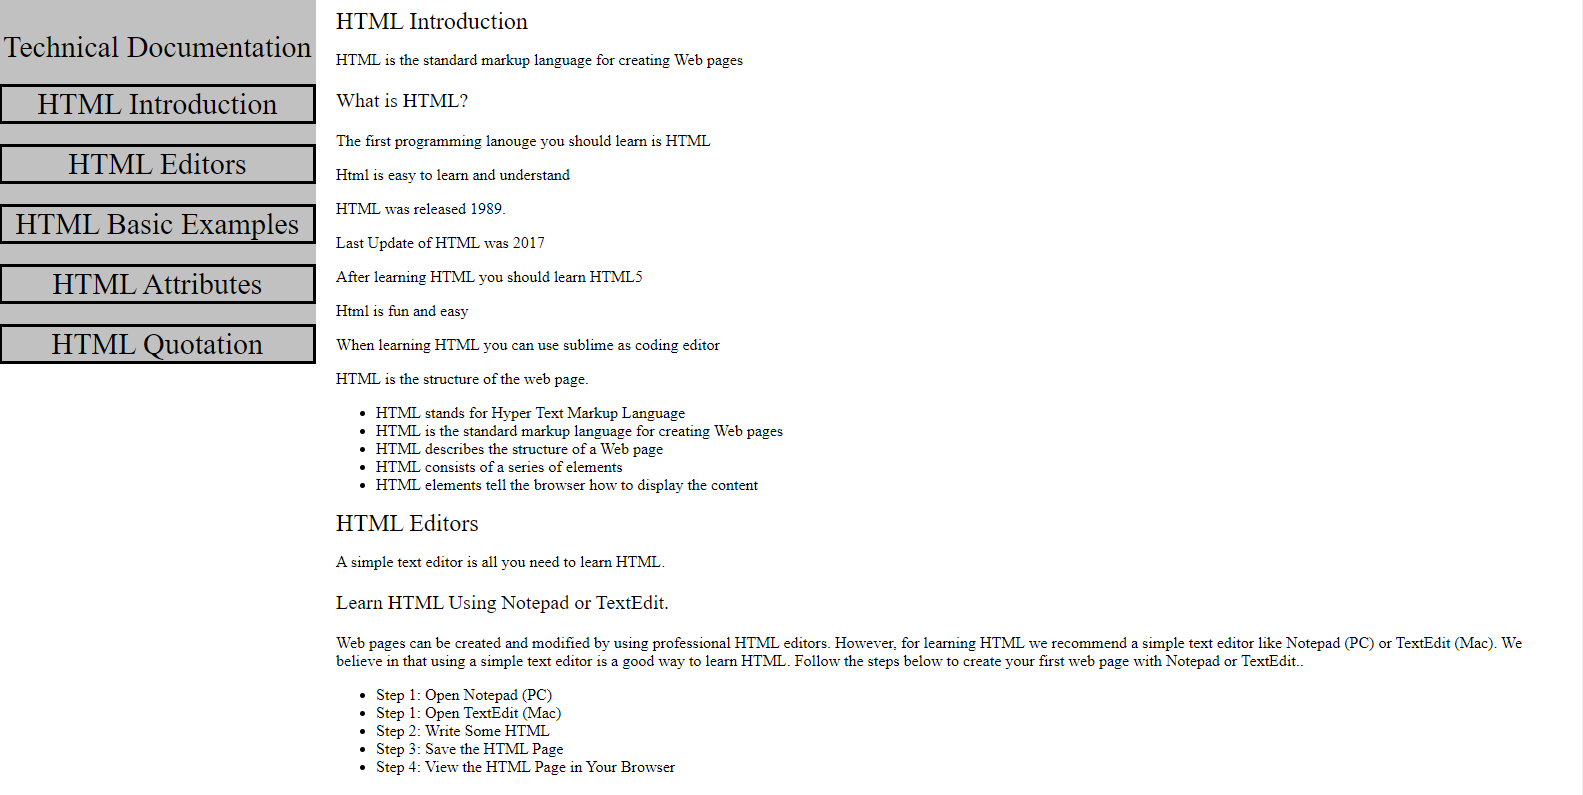 Technical Documentation
HTML Introduction
HTML Editors
HTML Basic Examples
HTML Attributes
HTML Quotation
HTML Introduction
HTML is the standard markup language for creating Web pages
What is HTML?
The first programming lanouge you should learn is HTML
Html is easy to learn and understand
HTML was released 1989.
Last Update of HTML was 2017
After learning HTML you should learn HTML5
Html is fun and easy
When learning HTML you can use sublime as coding editor
HTML is the structure of the web page.
• HTML stands for Hyper Text Markup Language
• HTML is the standard markup language for creating Web pages
• HTML describes the structure of a Web page
• HTML consists of a series of elements
• HTML elements tell the browser how to display the content
HTML Editors
A simple text editor is all you need to learn HTML.
Learn HTML Using Notepad or TextEdit.
Web pages can be created and modified by using professional HTML editors. However, for learning HTML we recommend a simple text editor like Notepad (PC) or TextEdit (Mac). We
believe in that using a simple text editor is a good way to learn HTML. Follow the steps below to create your first web page with Notepad or TextEdit..
• Step 1: Open Notepad (PC)
• Step 1: Open TextEdit (Mac)
• Step 2: Write Some HTML
• Step 3: Save the HTML Page
• Step 4: View the HTML Page in Your Browser